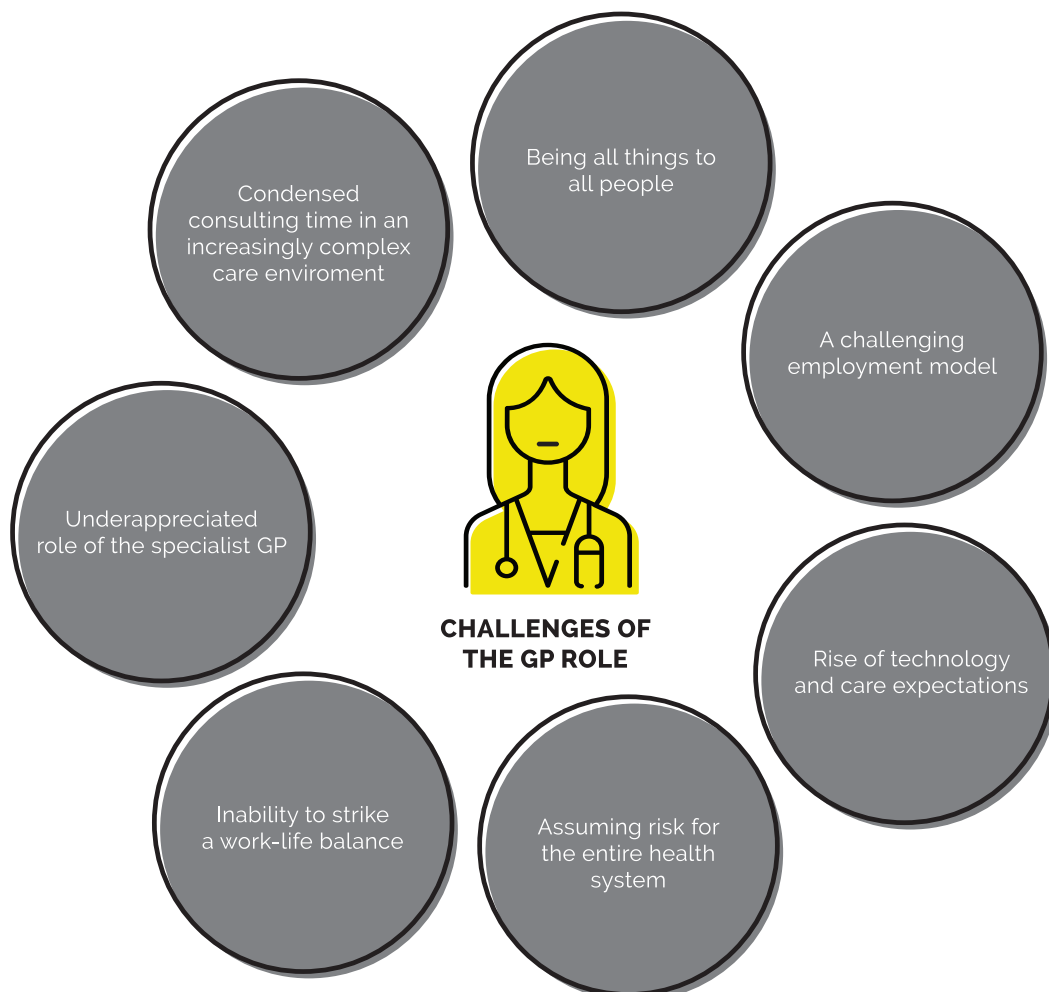 Being all things to
all people
Condensed
consulting time in an
increasingly complex
care enviroment
A challenging
employment model
Underappreciated
role of the specialist GP
CHALLENGES OF
THE GP ROLE
Rise of technology
and care expectations
Inability to strike
a work-life balance
Assuming risk for
the entire health
system